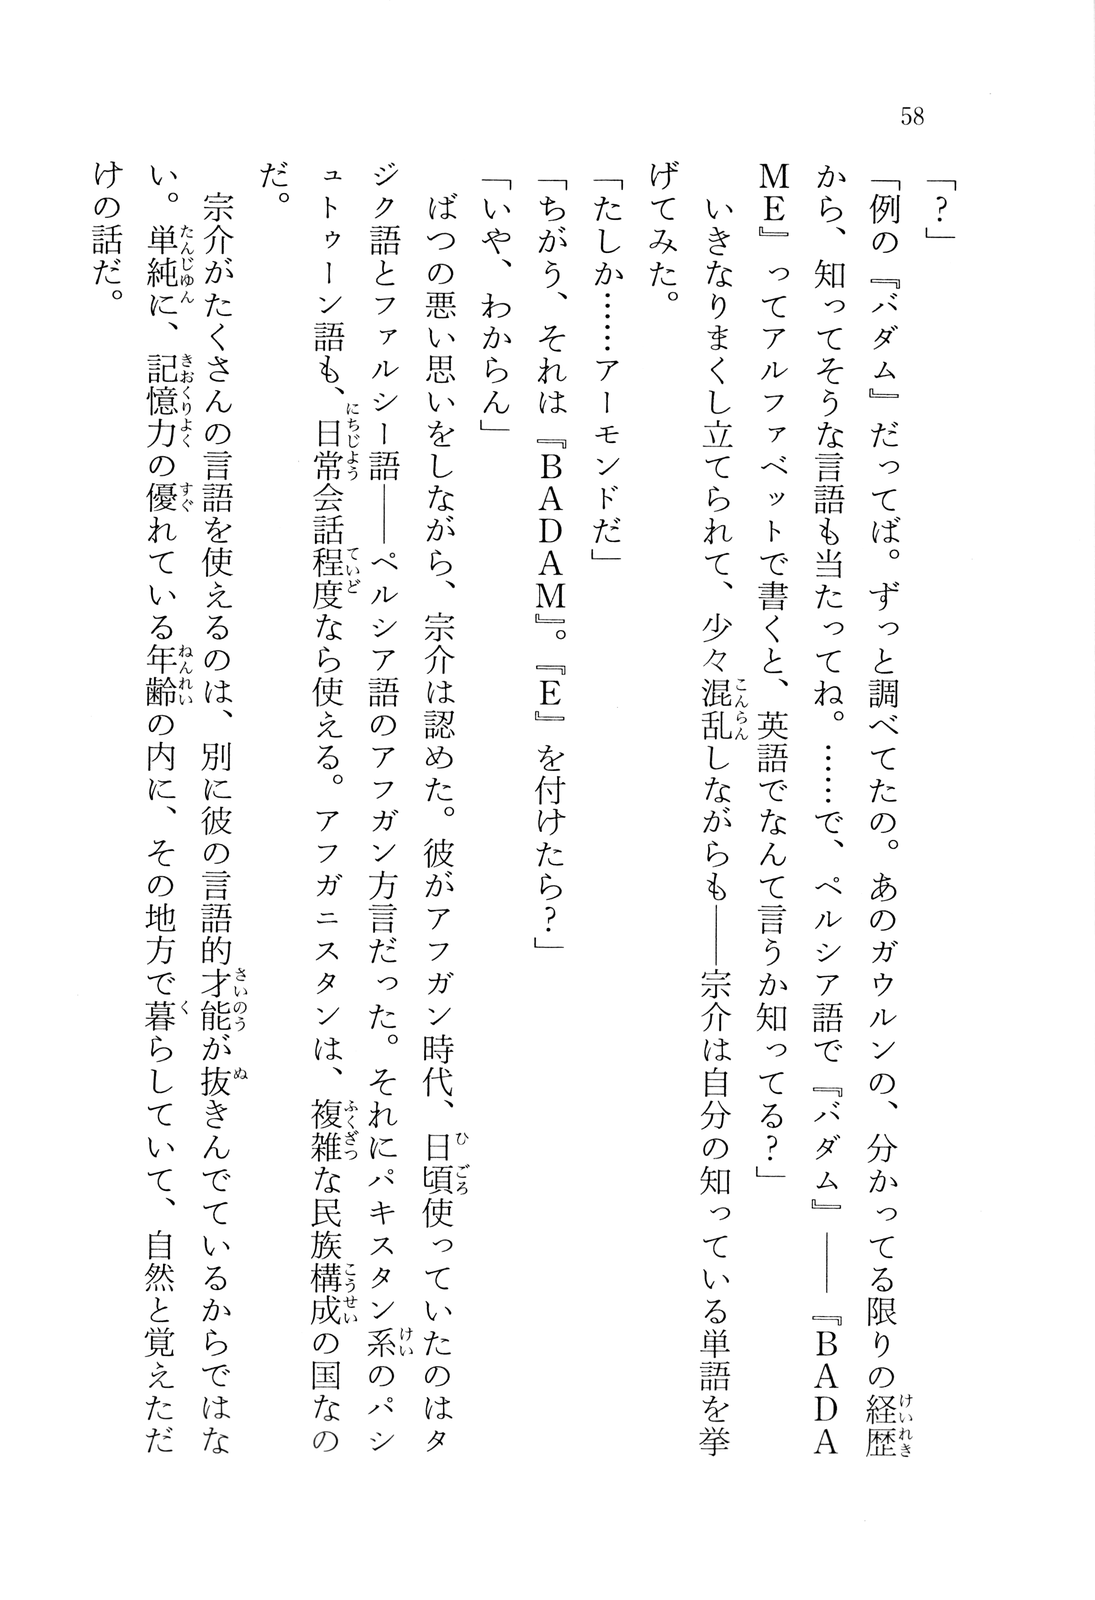 58
「？」
「例の『バダム』だってば。ずっと調べてたの。あのガウルンの、分かってる限りの経歴
から、知ってそうな言語も当たってね。……で、ペルシア語で『バダム』――『ＢＡＤＡ
ＭＥ』ってアルファベットで書くと、英語でなんて言うか知ってる？」
　いきなりまくし立てられて、少々混乱しながらも――宗介は自分の知っている単語を挙
げてみた。
「たしか……アーモンドだ」
「ちがう、それは『ＢＡＤＡＭ』。『Ｅ』を付けたら？」
「いや、わからん」
　ばつの悪い思いをしながら、宗介は認めた。彼がアフガン時代、日頃使っていたのはタ
ジク語とファルシー語――ペルシア語のアフガン方言だった。それにパキスタン系のパシ
ュトゥーン語も、日常会話程度なら使える。アフガニスタンは、複雑な民族構成の国なの
だ。
　宗介がたくさんの言語を使えるのは、別に彼の言語的才能が抜きんでているからではな
い。単純に、記憶力の優れている年齢の内に、その地方で暮らしていて、自然と覚えただ
けの話だ。